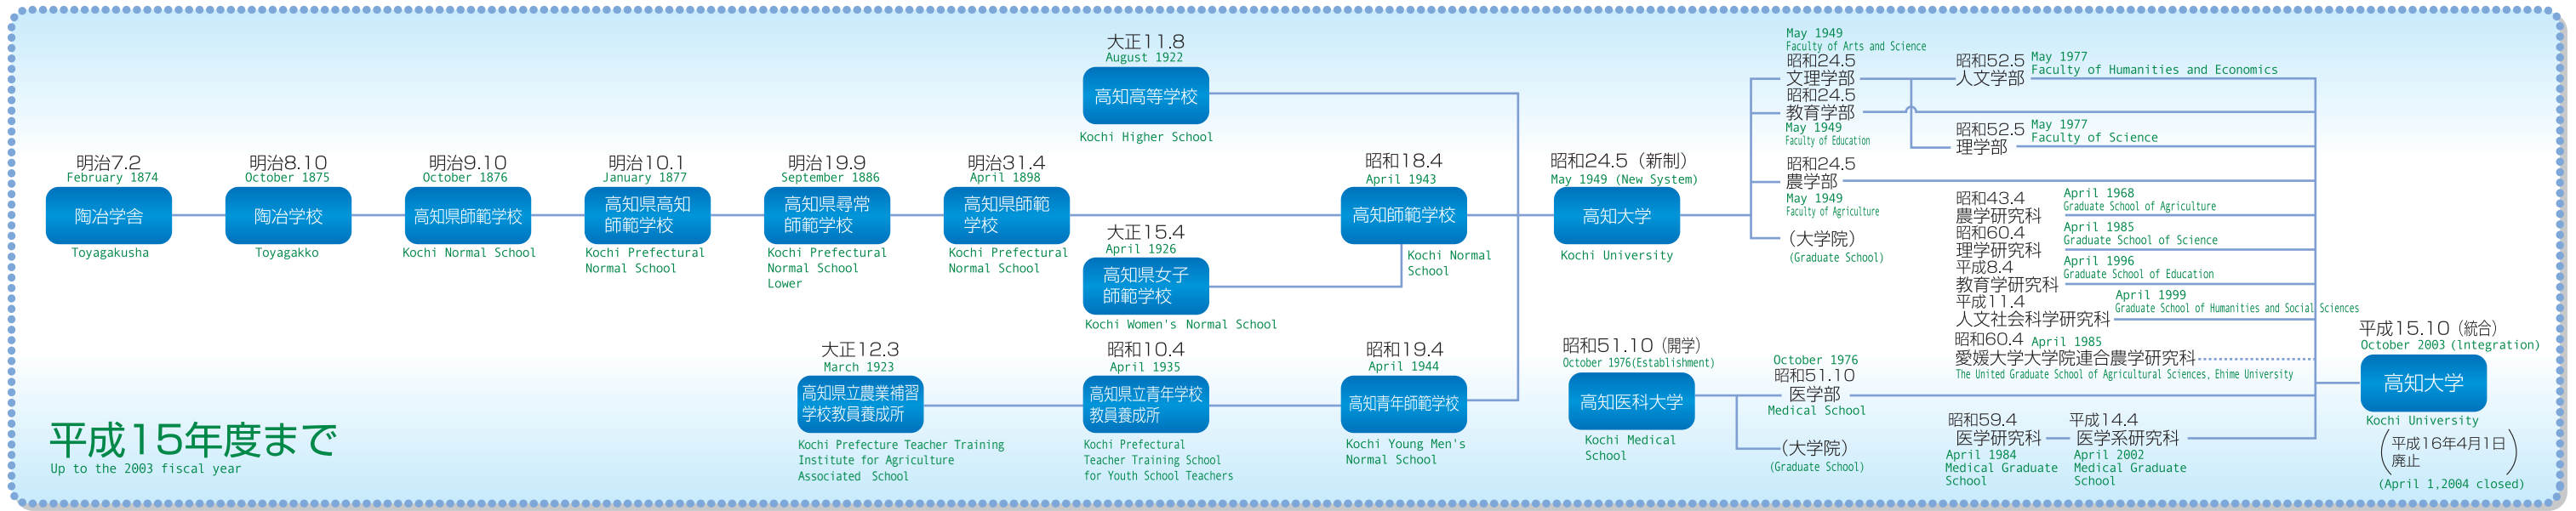 大正11.8
August 1922
高知高等学校
Kochi Higher School
明治7.2
February 1874
陶冶学舎
Toyagakusha
明治8.10
October 1875
陶冶学校
Toyagakko
明治9.10
October 1876
高知県師範学校
Kochi Normal School
明治10.1
January 1877
高知県高知
師範学校
Kochi Prefectural
Normal School
明治19.9
September 1886
高知県尋常
師範学校
Kochi Prefectural
Normal School
Lower
明治31.4
April 1898
高知県師範
学校
Kochi Prefectural
Normal School
大正15.4
April 1926
高知県女子
師範学校
Kochi Women's Normal School
昭和18.4
April 1943
高知師範学校
Kochi Normal
School
大正12.3
March 1923
高知県立農業補習
学校教員養成所
Kochi Prefecture Teacher Training
Institute for Agriculture
Associated School
昭和10.4
April 1935
高知県立青年学校
教員養成所
Kochi Prefectural
Teacher Training School
for Youth School Teachers
昭和19.4
April 1944
高知青年師範学校
Kochi Young Men's
Normal School
昭和24.5（新制）
May 1949 (New System)
高知大学
Kochi University
昭和51.10（開学）
October 1976(Establishment)
高知医科大学
Kochi Medical
School
May 1949
Faculty of Arts and Science
昭和24.5
文理学部
昭和24.5
教育学部
May 1949
Faculty of Education
昭和24.5
農学部
May 1949
Faculty of Agriculture
（大学院）
(Graduate School)
昭和52.5 May 1977
人文学部 Faculty of Humanities and Economics
昭和52.5 May 1977
理学部 Faculty of Science
昭和43.4 April 1968
農学研究科 Graduate School of Agriculture
昭和60.4 April 1985
理学研究科 Graduate School of Science
平成8.4 April 1996
教育学研究科 Graduate School of Education
平成11.4 April 1999
人文社会科学研究科 Graduate School of Humanities and Social Sciences
昭和60.4 April 1985
愛媛大学大学院連合農学研究科
The United Graduate School of Agricultural Sciences, Ehime University
October 1976
昭和51.10
医学部
Medical School
（大学院）
(Graduate School)
昭和59.4
医学研究科
April 1984
Medical Graduate
School
平成14.4
医学系研究科
April 2002
Medical Graduate
School
平成15.10（統合）
October 2003 (lntegration)
高知大学
Kochi University
（平成16年4月1日
廃止）
(April 1,2004 closed)
平成15年度まで
Up to the 2003 fiscal year